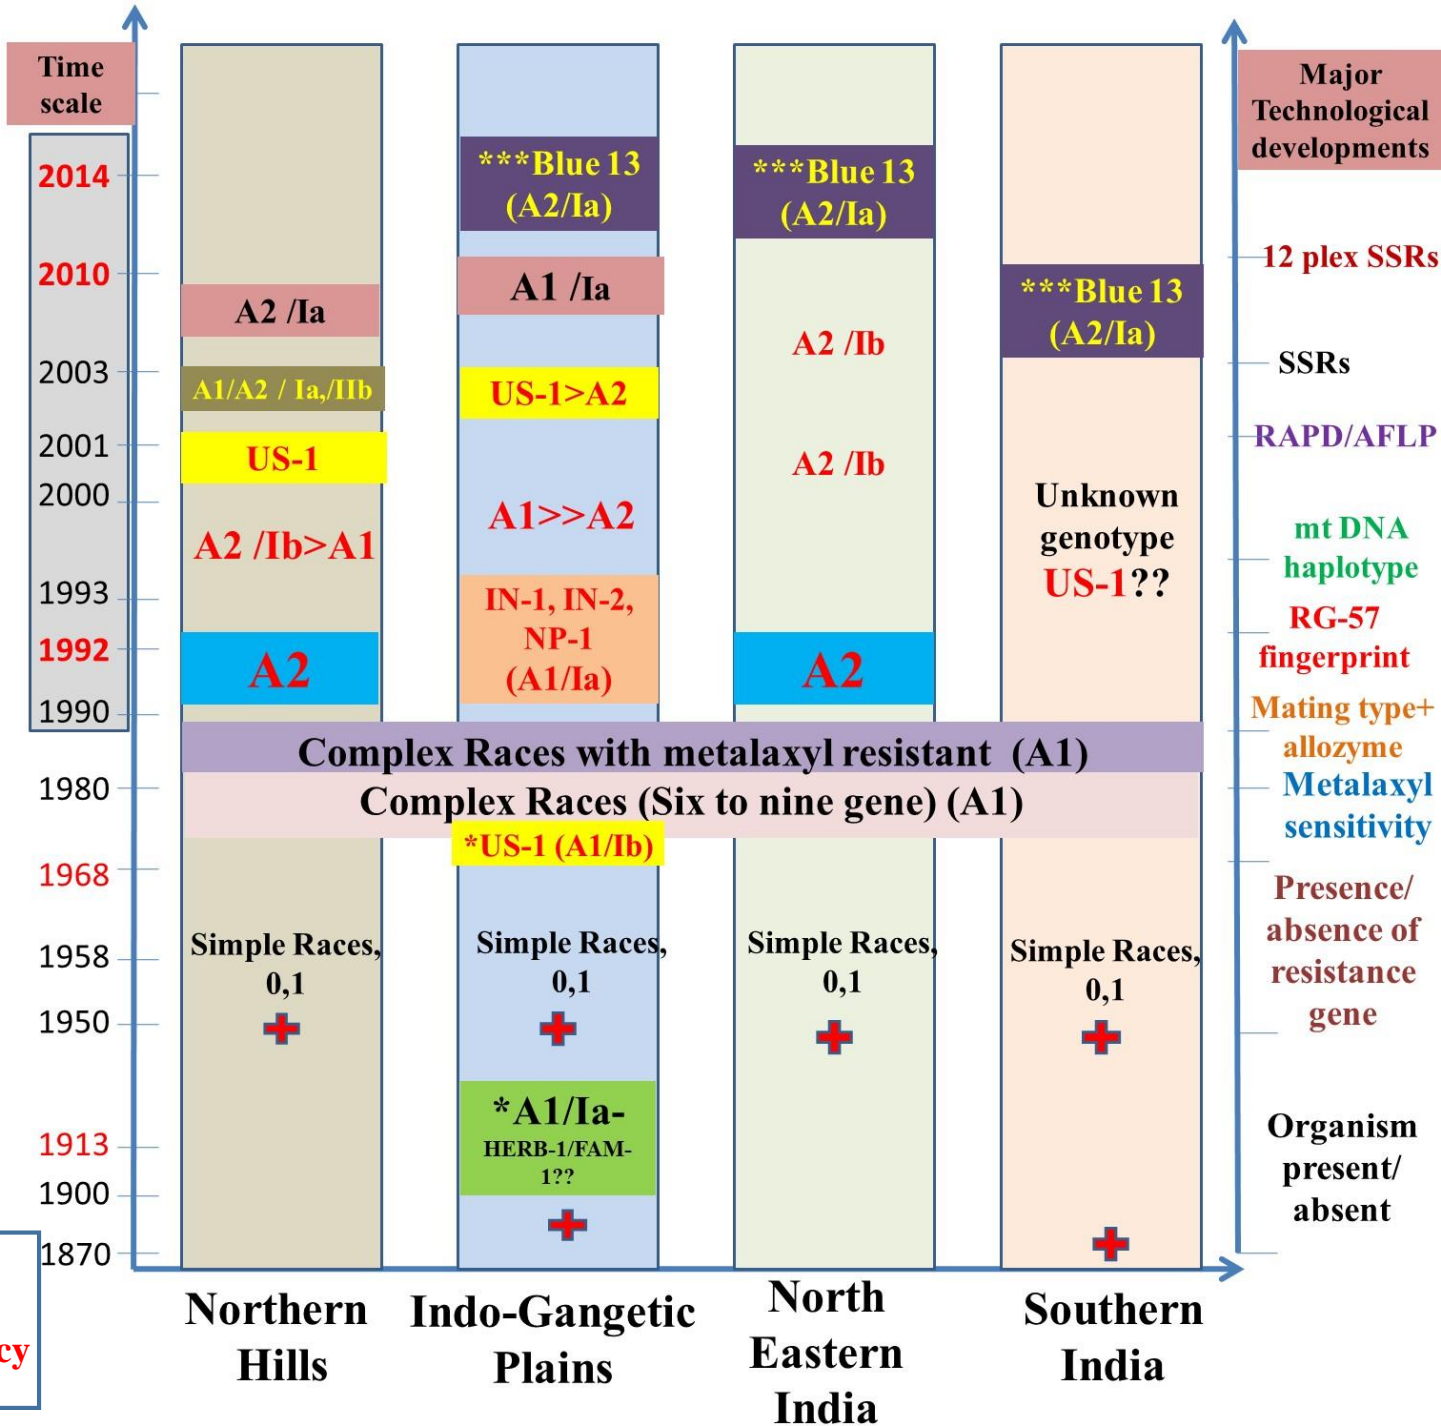 Time
scale
2014
2010
2003
2001
2000
1993
1992
1990
1980
1968
1958
1950
1913
1900
1870
cy
A2 /Ia
A1/A2 / Ia,/IIb
US-1
A2 /Ib>A1
A2
***Blue 13
(A2/Ia)
A1 /Ia
US-1>A2
A1>>A2
IN-1, IN-2,
NP-1
(A1/Ia)
***Blue 13
(A2/Ia)
A2 /Ib
A2 /Ib
A2
***Blue 13
(A2/Ia)
Unknown
genotype
US-1??
Complex Races with metalaxyl resistant (A1)
Complex Races (Six to nine gene) (A1)
*US-1 (A1/Ib)
Simple Races,
0,1
Simple Races,
0,1
Simple Races,
0,1
Simple Races,
0,1
*A1/Ia-
HERB-1/FAM-
1??
Northern
Hills
Indo-Gangetic
Plains
North
Eastern
India
Southern
India
Major
Technological
developments
12 plex SSRs
SSRs
RAPD/AFLP
mt DNA
haplotype
RG-57
fingerprint
Mating type+
allozyme
Metalaxyl
sensitivity
Presence/
absence of
resistance
gene
Organism
present/
absent